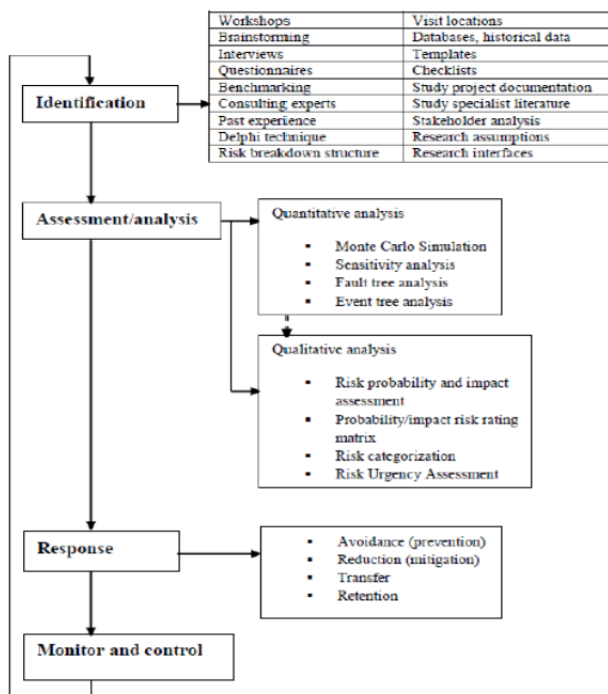 Workshops Visit locations
Brainstorming Databases, historical data
Interviews Templates
Questionnaires Checklists
Benchmarking Study project documentation
Consulting experts Study specialist literature
Past experience Stakeholder analysis
Delphi technique Research assumptions
Risk breakdown structure Research interfaces
Identification
Assessment/analysis
Quantitative analysis
▪ Monte Carlo Simulation
▪ Sensitivity analysis
▪ Fault tree analysis
▪ Event tree analysis
Qualitative analysis
▪ Risk probability and impact
assessment
▪ Probability/impact risk rating
matrix
▪ Risk categorization
▪ Risk Urgency Assessment
Response
• Avoidance (prevention)
• Reduction (mitigation)
• Transfer
• Retention
Monitor and control